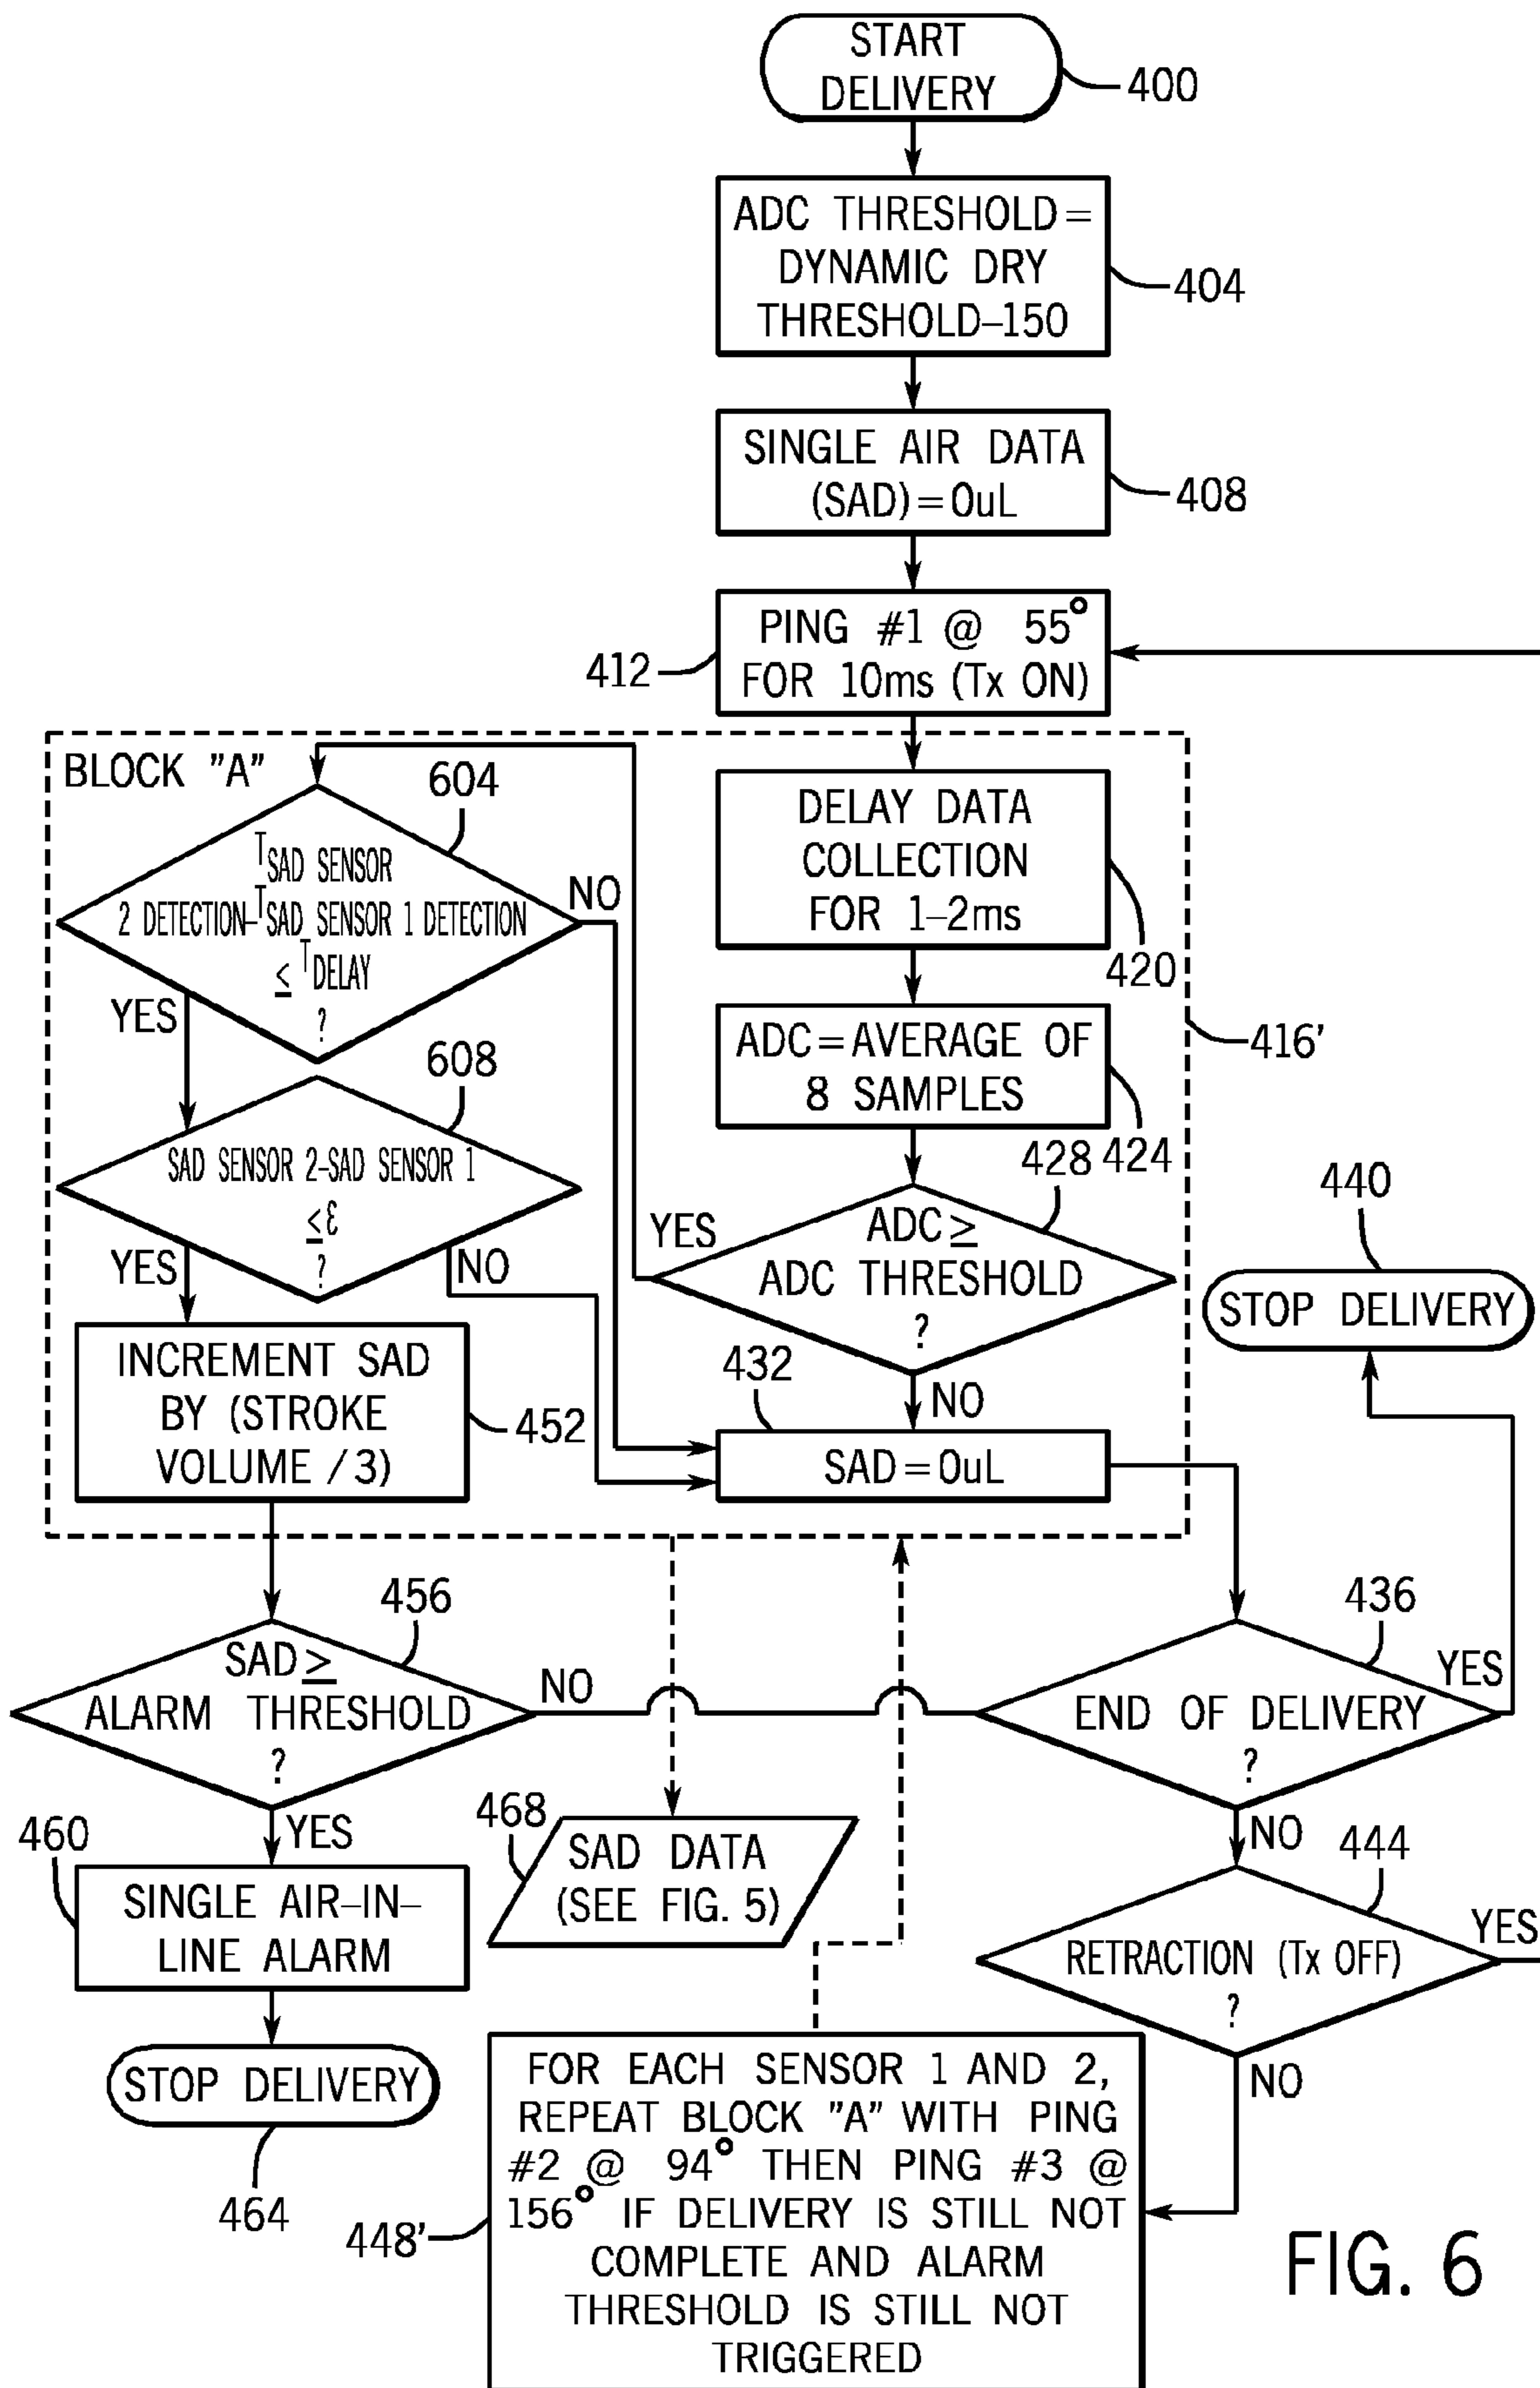 START
DELIVERY
400
ADC THRESHOLD=
DYNAMIC DRY
THRESHOLD–150
404
SINGLE AIR DATA
(SAD)=0uL
408
PING #1 @ 55°
FOR 10ms (Tx ON)
412
BLOCK "A"
604
TSAD SENSOR
2 DETECTION–TSAD SENSOR 1 DETECTION
≤ TDELAY
?
NO
YES
DELAY DATA
COLLECTION
FOR 1–2ms
420
416'
608
SAD SENSOR 2–SAD SENSOR 1
≤ε
?
YES
NO
ADC=AVERAGE OF
8 SAMPLES
424
428
ADC≥
ADC THRESHOLD
?
YES
NO
440
STOP DELIVERY
INCREMENT SAD
BY (STROKE
VOLUME /3)
452
432
SAD=0uL
456
SAD≥
ALARM THRESHOLD
?
NO
YES
436
END OF DELIVERY
?
YES
NO
460
SINGLE AIR–IN–
LINE ALARM
468
SAD DATA
(SEE FIG. 5)
444
RETRACTION (Tx OFF)
?
YES
NO
STOP DELIVERY
464
FOR EACH SENSOR 1 AND 2,
REPEAT BLOCK "A" WITH PING
#2 @ 94° THEN PING #3 @
156° IF DELIVERY IS STILL NOT
COMPLETE AND ALARM
THRESHOLD IS STILL NOT
TRIGGERED
448'
FIG. 6